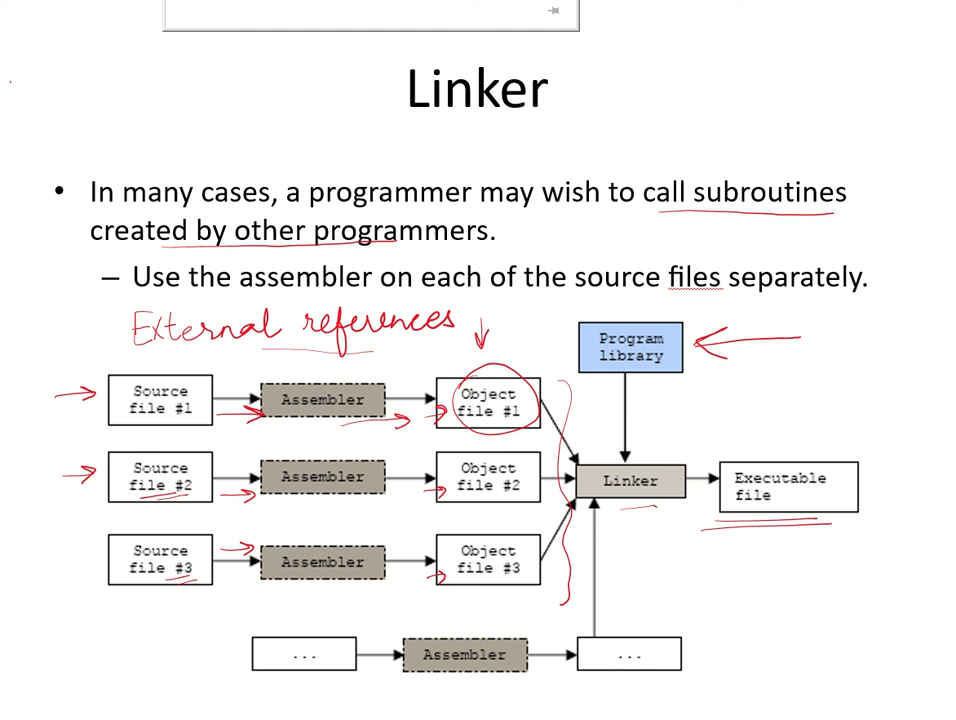 Linker
• In many cases, a programmer may wish to call subroutines
created by other programmers.
– Use the assembler on each of the source files separately.
External references
Program
library
Source
file #1
Assembler
Object
file #1
Source
file #2
Assembler
Object
file #2
Linker
Executable
file
Source
file #3
Assembler
Object
file #3
...
Assembler
...